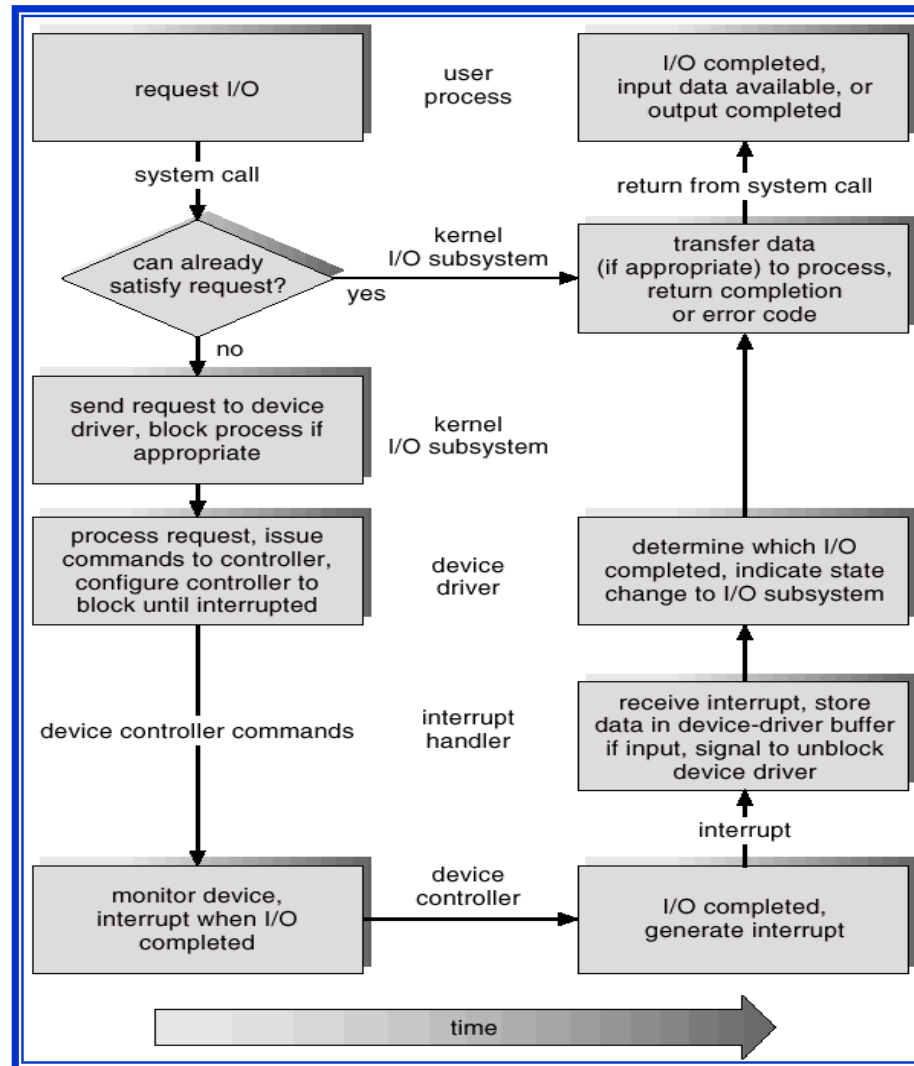 request I/O
user
process
I/O completed,
input data available, or
output completed
system call
return from system call
can already
satisfy request?
kernel
I/O subsystem
yes
transfer data
(if appropriate) to process,
return completion
or error code
no
send request to device
driver, block process if
appropriate
kernel
I/O subsystem
process request, issue
commands to controller,
configure controller to
block until interrupted
device
driver
determine which I/O
completed, indicate state
change to I/O subsystem
device controller commands
interrupt
handler
receive interrupt, store
data in device-driver buffer
if input, signal to unblock
device driver
interrupt
monitor device,
interrupt when I/O
completed
device
controller
I/O completed,
generate interrupt
time